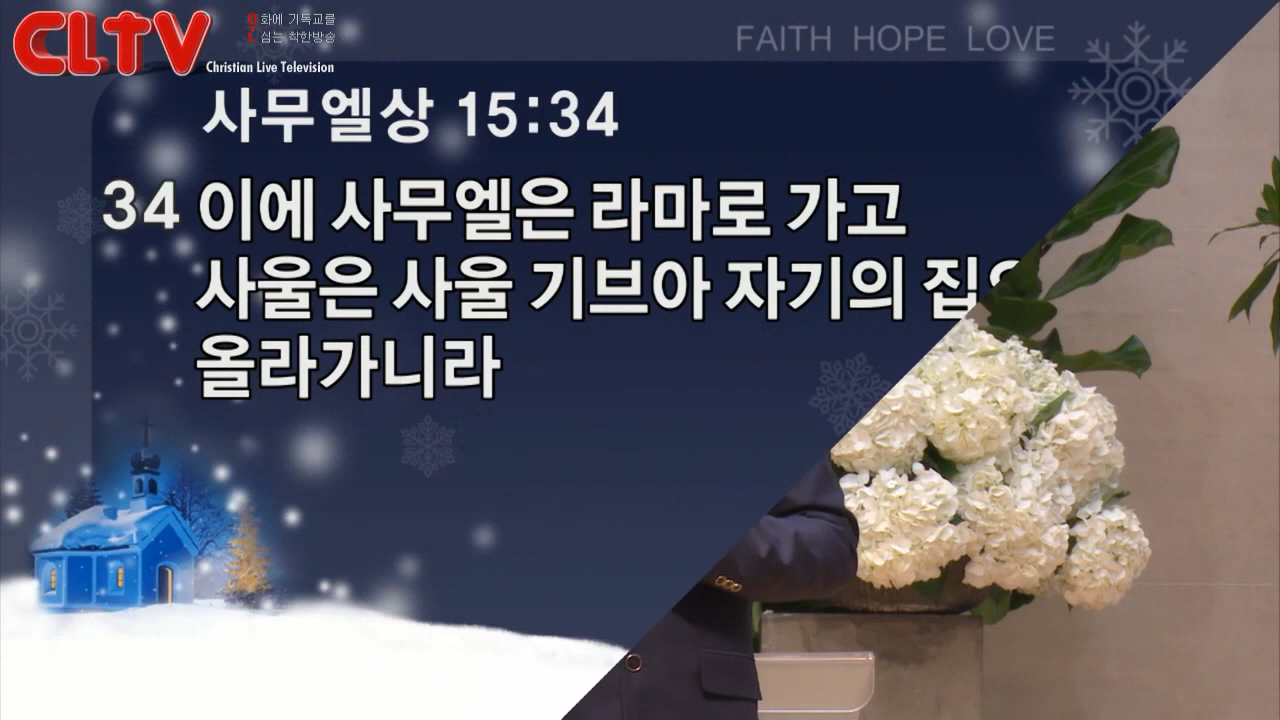 CLTV
문화에 기독교를
심는 착한방송
Christian Live Television
FAITH HOPE LOVE
사무엘상 15:34
34 이에 사무엘은 라마로 가고
사울은 사울 기브아 자기의 집
올라가니라